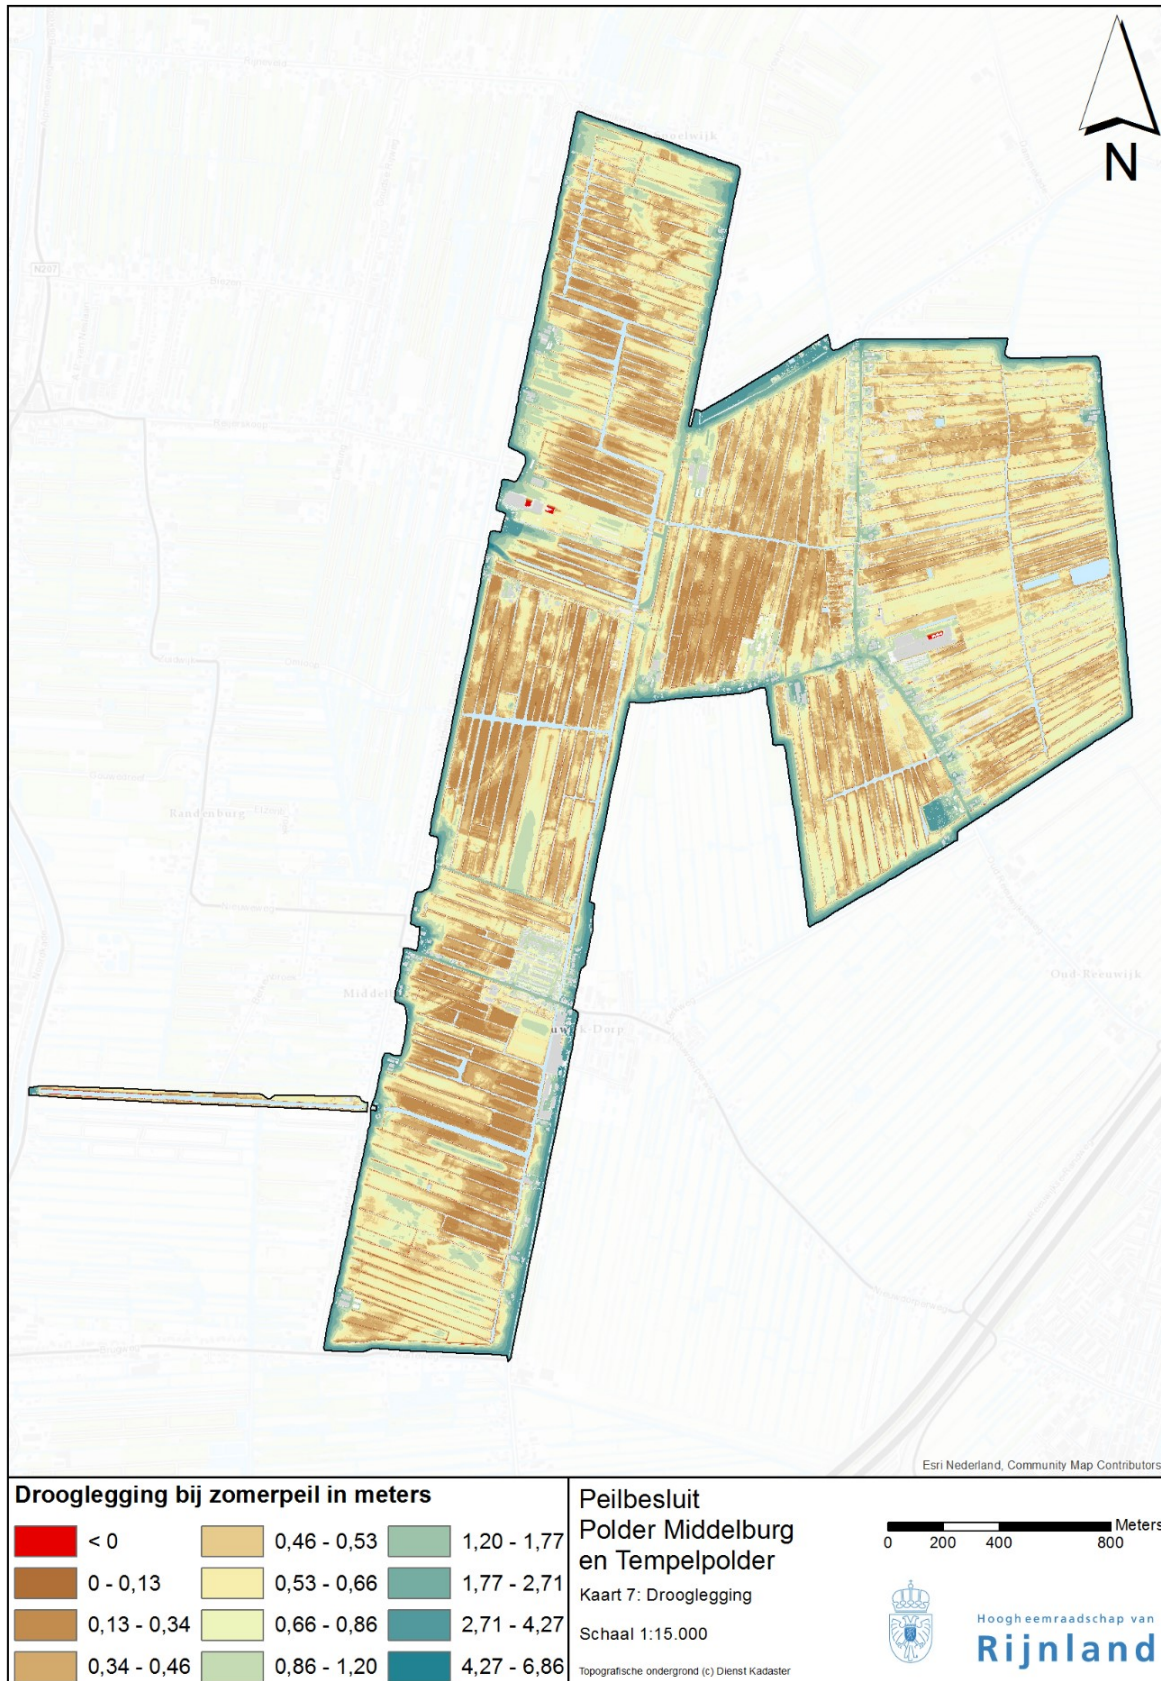 N
N207
Randenburg
Oud-Reeuwijk
Esri Nederland, Community Map Contributors
Drooglegging bij zomerpeil in meters
< 0
0 - 0,13
0,13 - 0,34
0,34 - 0,46
0,46 - 0,53
0,53 - 0,66
0,66 - 0,86
0,86 - 1,20
1,20 - 1,77
1,77 - 2,71
2,71 - 4,27
4,27 - 6,86
Peilbesluit
Polder Middelburg
en Tempelpolder
Kaart 7: Drooglegging
Schaal 1:15.000
Topografische ondergrond (c) Dienst Kadaster
Meters
0 200 400 800
Hoogheemraadschap van
Rijnland